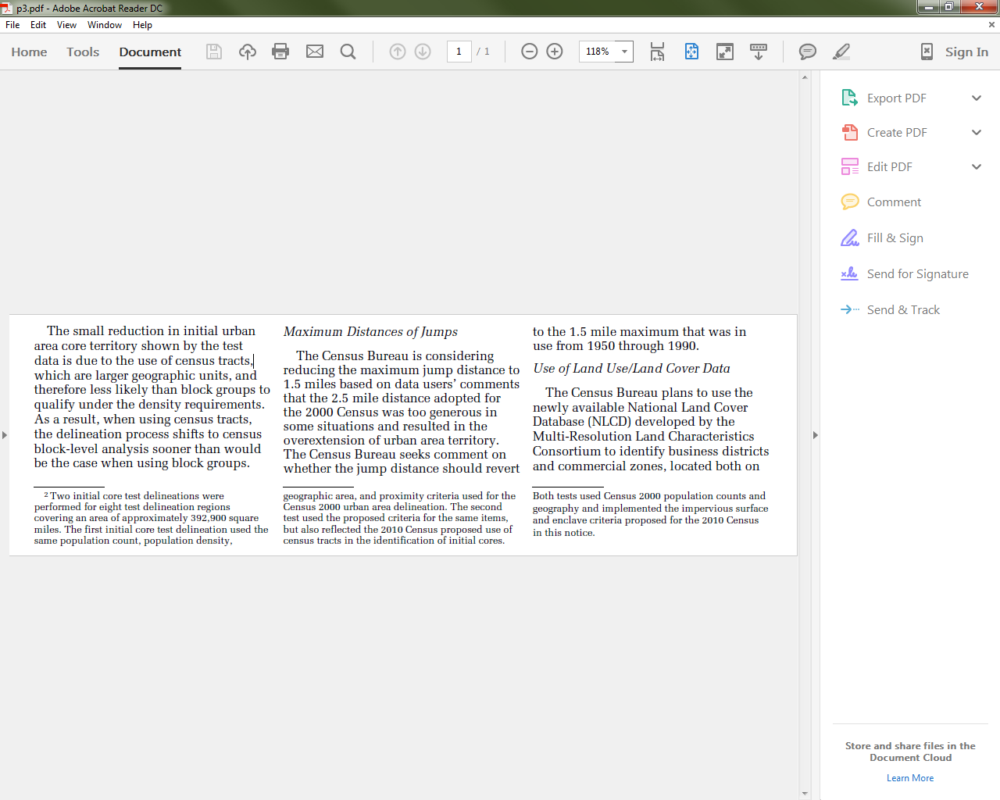 p3.pdf - Adobe Acrobat Reader DC
File Edit View Window Help
Home Tools Document 1 / 1 118% Sign In
The small reduction in initial urban
area core territory shown by the test
data is due to the use of census tracts,
which are larger geographic units, and
therefore less likely than block groups to
qualify under the density requirements.
As a result, when using census tracts,
the delineation process shifts to census
block-level analysis sooner than would
be the case when using block groups.
2 Two initial core test delineations were
performed for eight test delineation regions
covering an area of approximately 392,900 square
miles. The first initial core test delineation used the
same population count, population density,
Maximum Distances of Jumps
The Census Bureau is considering
reducing the maximum jump distance to
1.5 miles based on data users' comments
that the 2.5 mile distance adopted for
the 2000 Census was too generous in
some situations and resulted in the
overextension of urban area territory.
The Census Bureau seeks comment on
whether the jump distance should revert
geographic area, and proximity criteria used for the
Census 2000 urban area delineation. The second
test used the proposed criteria for the same items,
but also reflected the 2010 Census proposed use of
census tracts in the identification of initial cores.
to the 1.5 mile maximum that was in
use from 1950 through 1990.
Use of Land Use/Land Cover Data
The Census Bureau plans to use the
newly available National Land Cover
Database (NLCD) developed by the
Multi-Resolution Land Characteristics
Consortium to identify business districts
and commercial zones, located both on
Both tests used Census 2000 population counts and
geography and implemented the impervious surface
and enclave criteria proposed for the 2010 Census
in this notice.
Export PDF
Create PDF
Edit PDF
Comment
Fill & Sign
Send for Signature
Send & Track
Store and share files in the
Document Cloud
Learn More